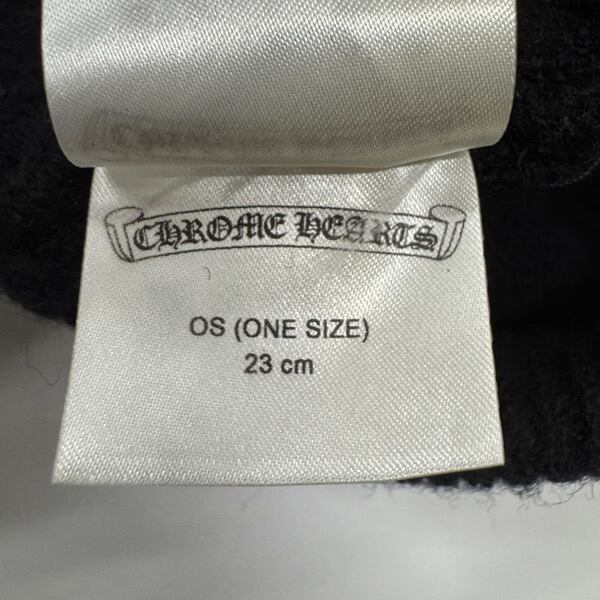 CHROME HEARTS
OS (ONE SIZE)
23 cm